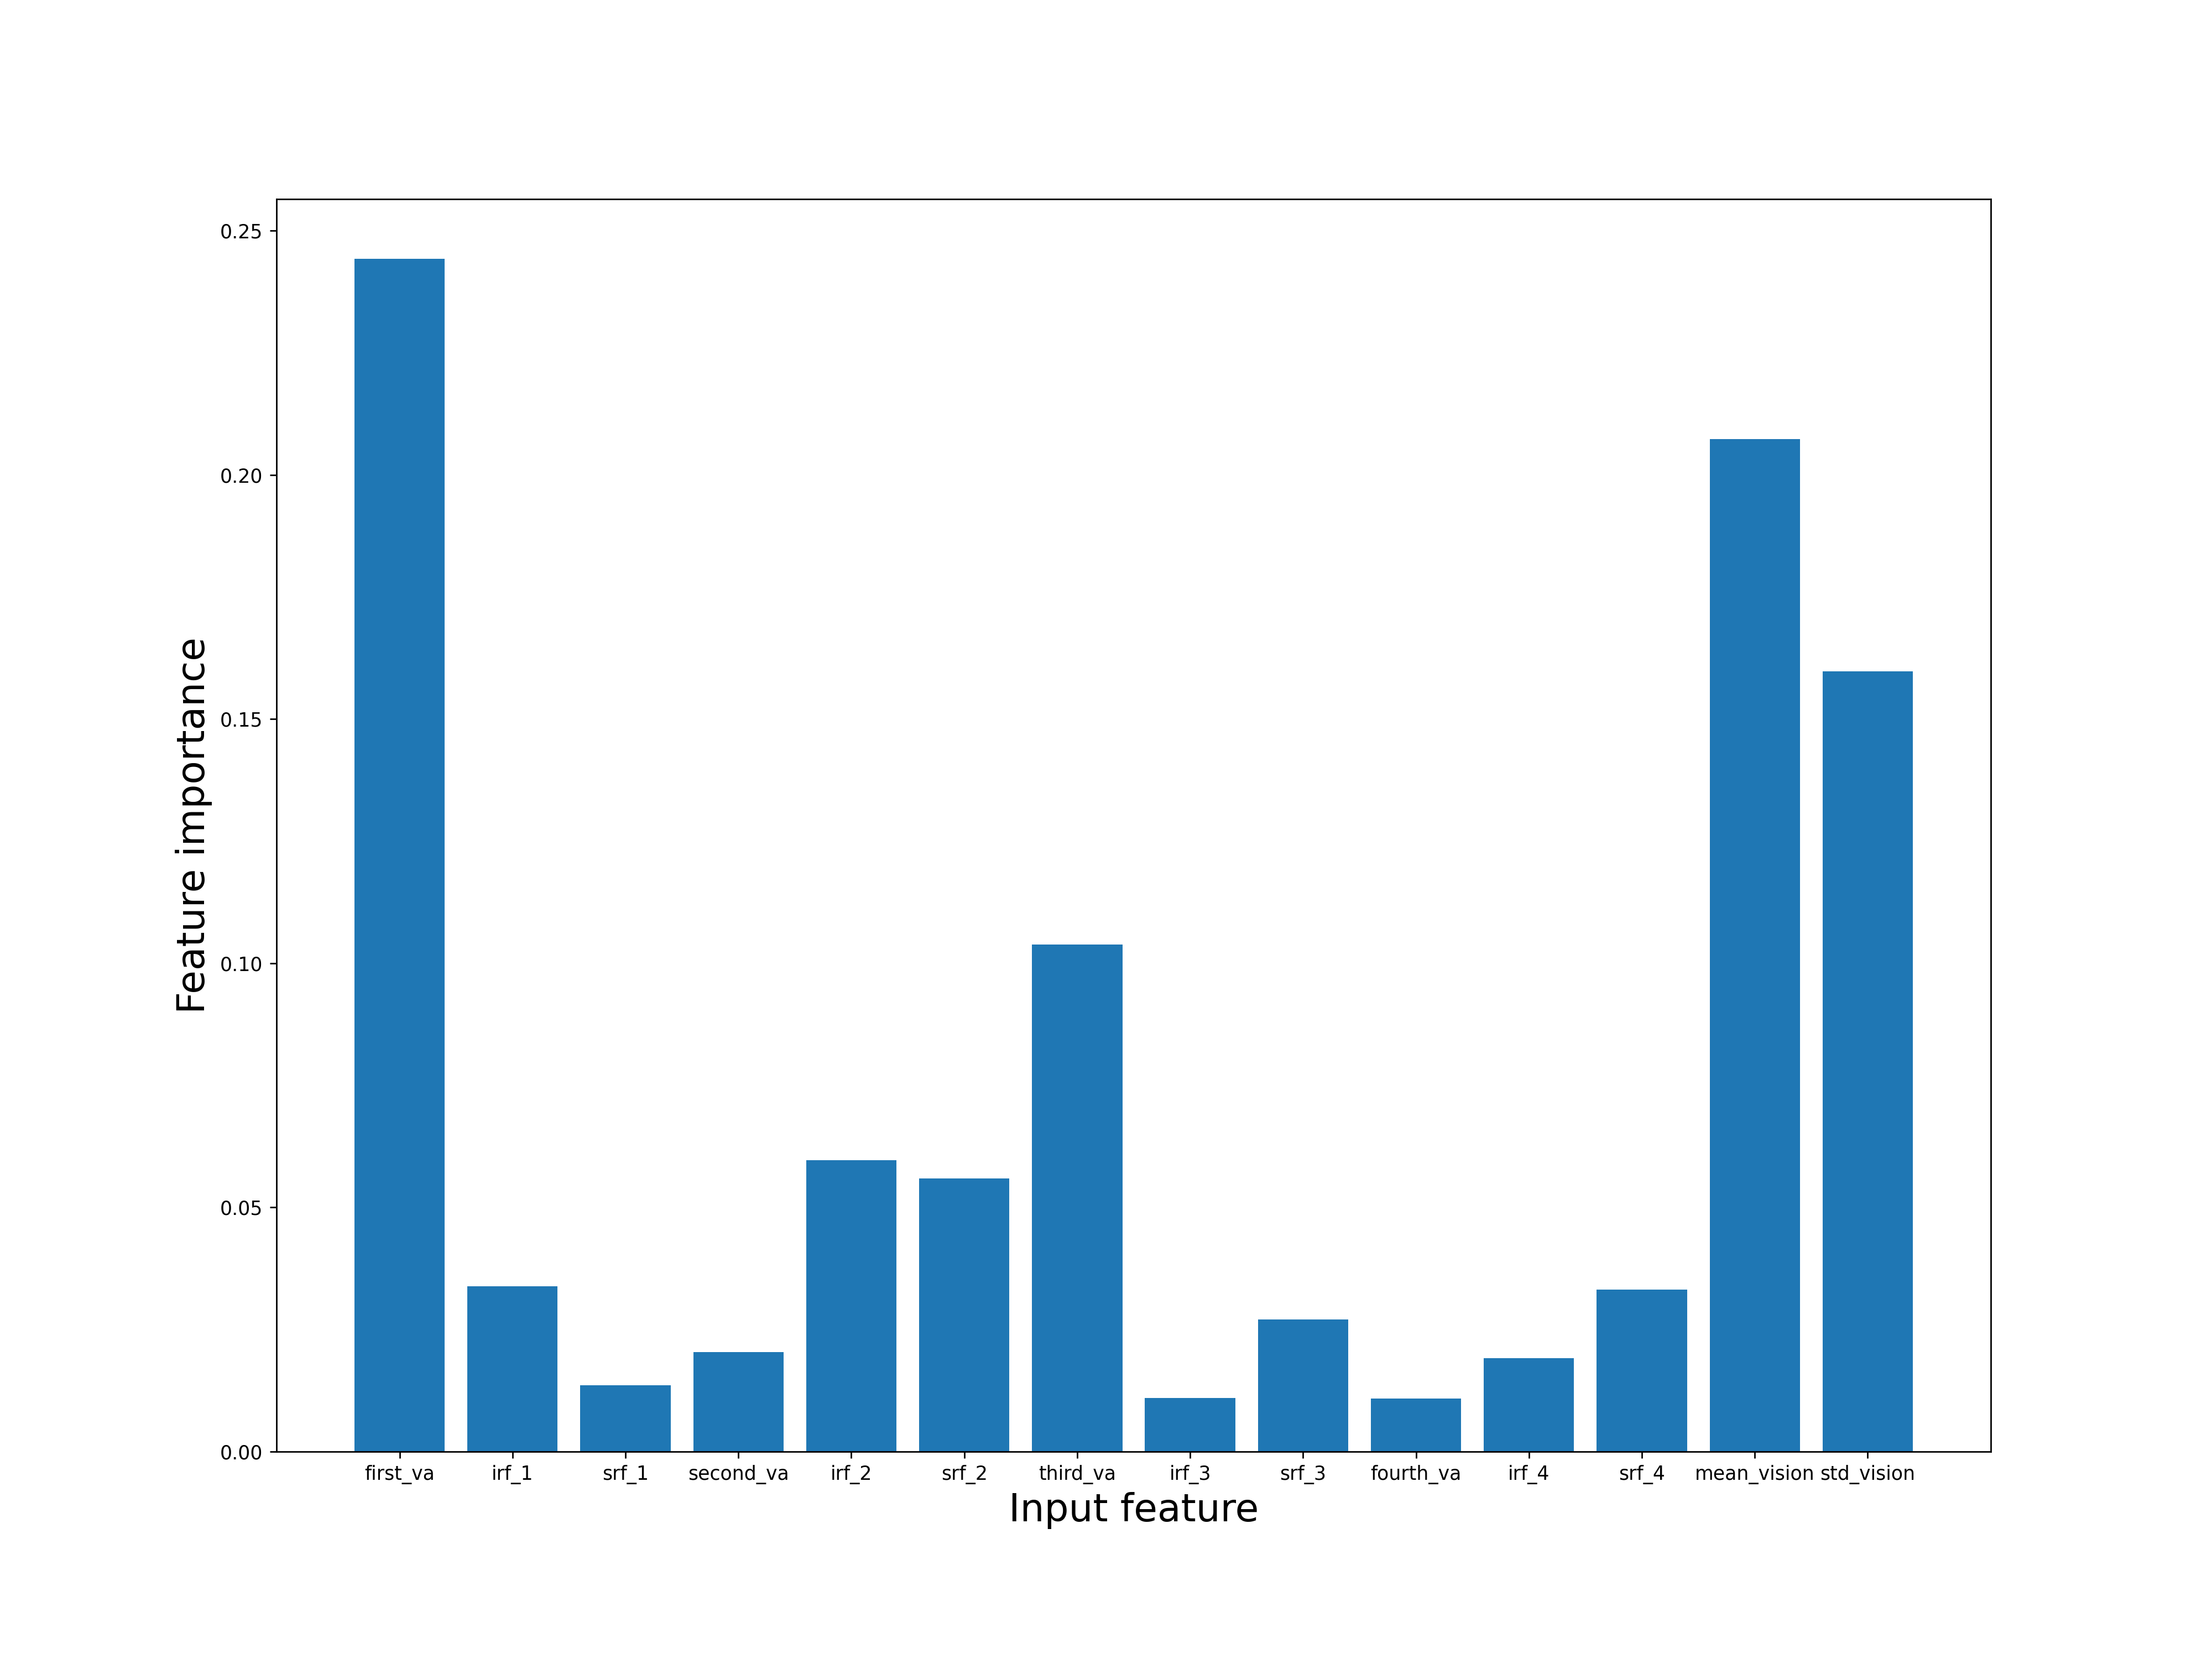 0.25
0.20
0.15
0.10
0.05
0.00
Feature importance
first_va irf_1 srf_1 second_va irf_2 srf_2 third_va irf_3 srf_3 fourth_va irf_4 srf_4 mean_vision std_vision
Input feature